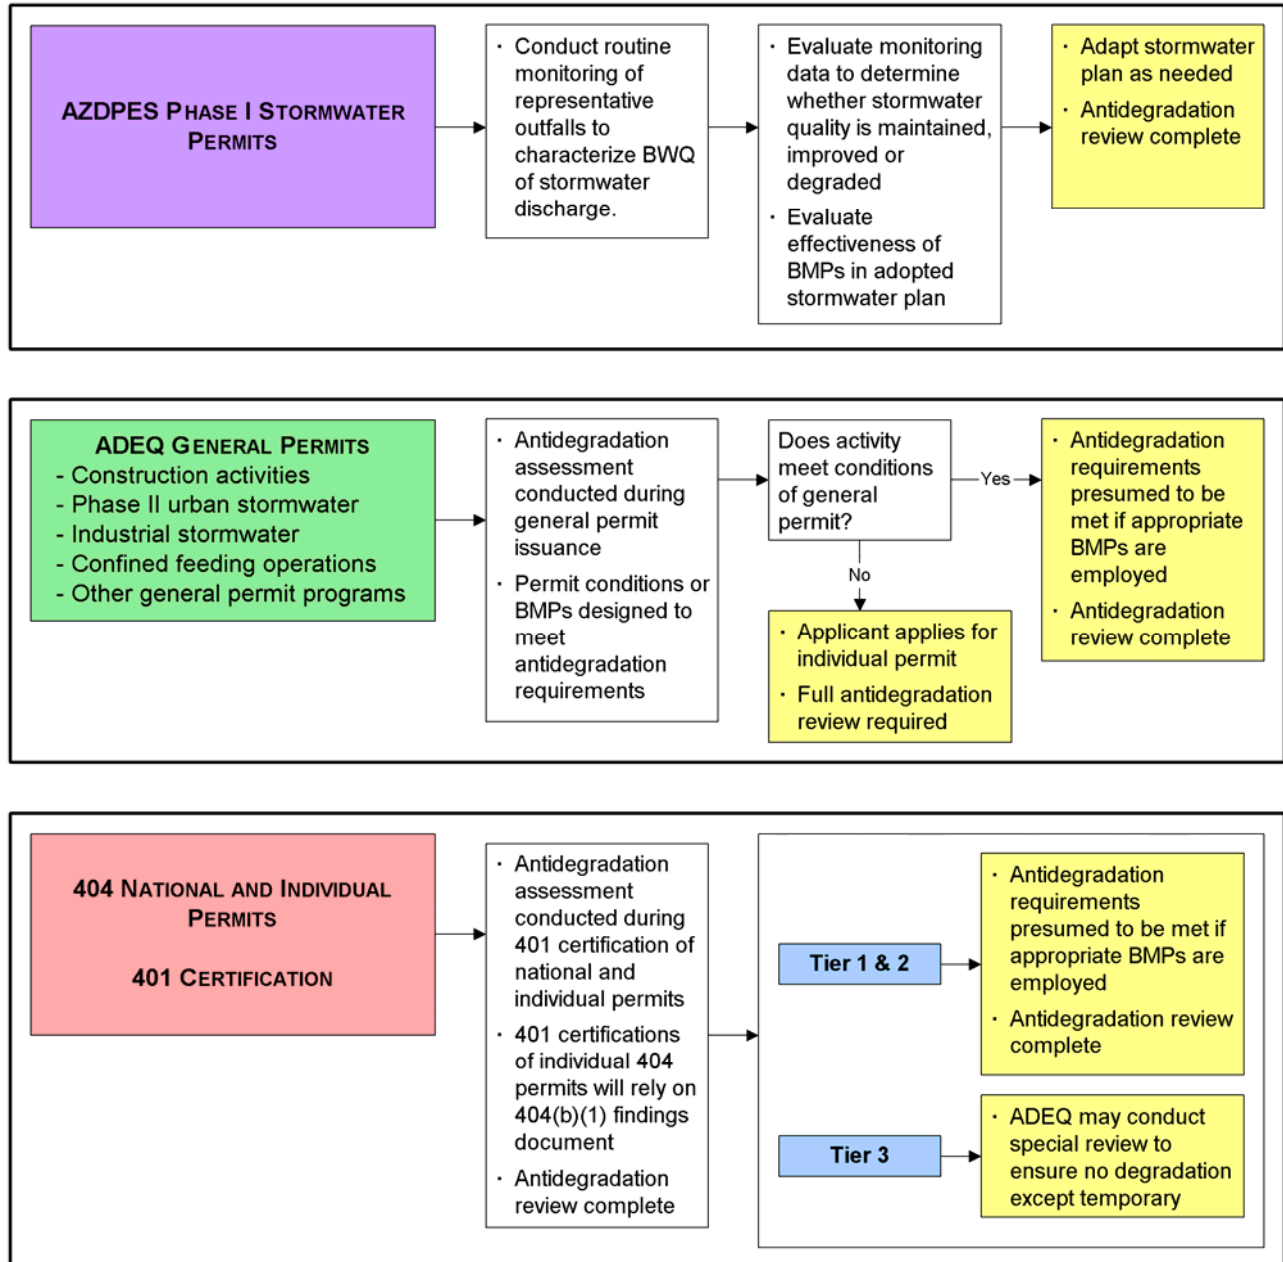 AZDPES PHASE I STORMWATER
PERMITS
· Conduct routine
monitoring of
representative
outfalls to
characterize BWQ
of stormwater
discharge.
· Evaluate monitoring
data to determine
whether stormwater
quality is maintained,
improved or
degraded
· Evaluate
effectiveness of
BMPs in adopted
stormwater plan
· Adapt stormwater
plan as needed
· Antidegradation
review complete
ADEQ GENERAL PERMITS
- Construction activities
- Phase II urban stormwater
- Industrial stormwater
- Confined feeding operations
- Other general permit programs
· Antidegradation
assessment
conducted during
general permit
issuance
· Permit conditions or
BMPs designed to
meet
antidegradation
requirements
Does activity
meet conditions
of general
permit?
Yes
No
· Applicant applies for
individual permit
· Full antidegradation
review required
· Antidegradation
requirements
presumed to be
met if appropriate
BMPs are
employed
· Antidegradation
review complete
404 NATIONAL AND INDIVIDUAL
PERMITS
401 CERTIFICATION
· Antidegradation
assessment
conducted during
401 certification of
national and
individual permits
· 401 certifications
of individual 404
permits will rely on
404(b)(1) findings
document
· Antidegradation
review complete
Tier 1 & 2
· Antidegradation
requirements
presumed to be met if
appropriate BMPs are
employed
· Antidegradation review
complete
Tier 3
· ADEQ may conduct
special review to
ensure no degradation
except temporary